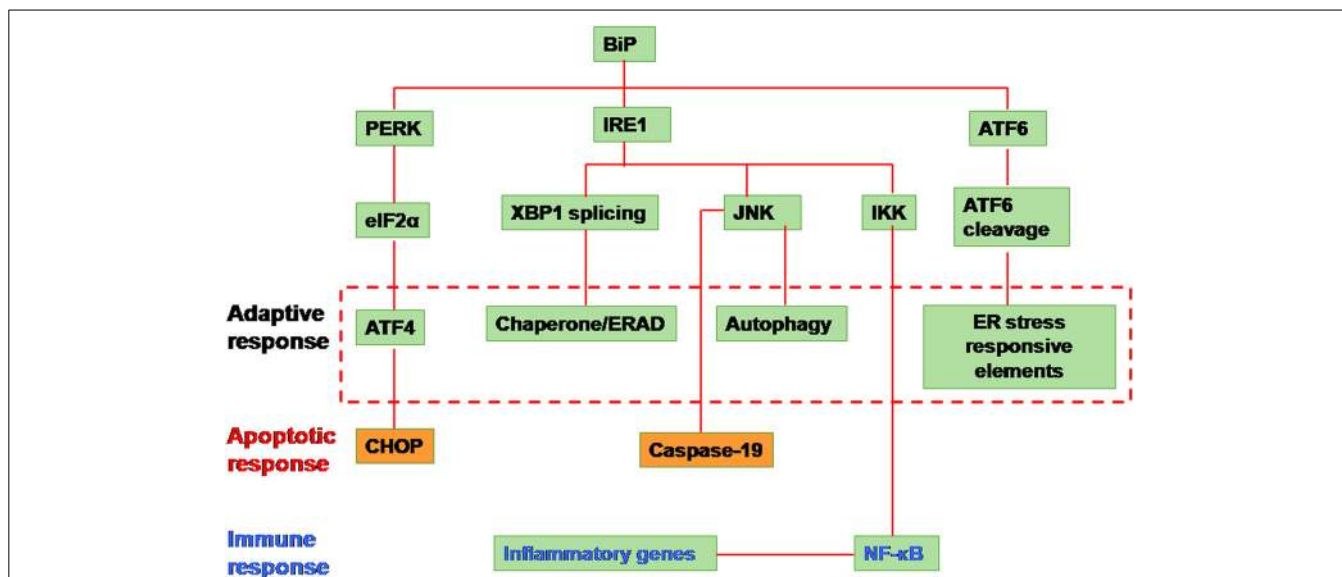 BiP
PERK
IRE1
ATF6
eIF2α
XBP1 splicing
JNK
IKK
ATF6
cleavage
Adaptive
response
ATF4
Chaperone/ERAD
Autophagy
ER stress
responsive
elements
Apoptotic
response
CHOP
Caspase-19
Immune
response
Inflammatory genes
NF-κB